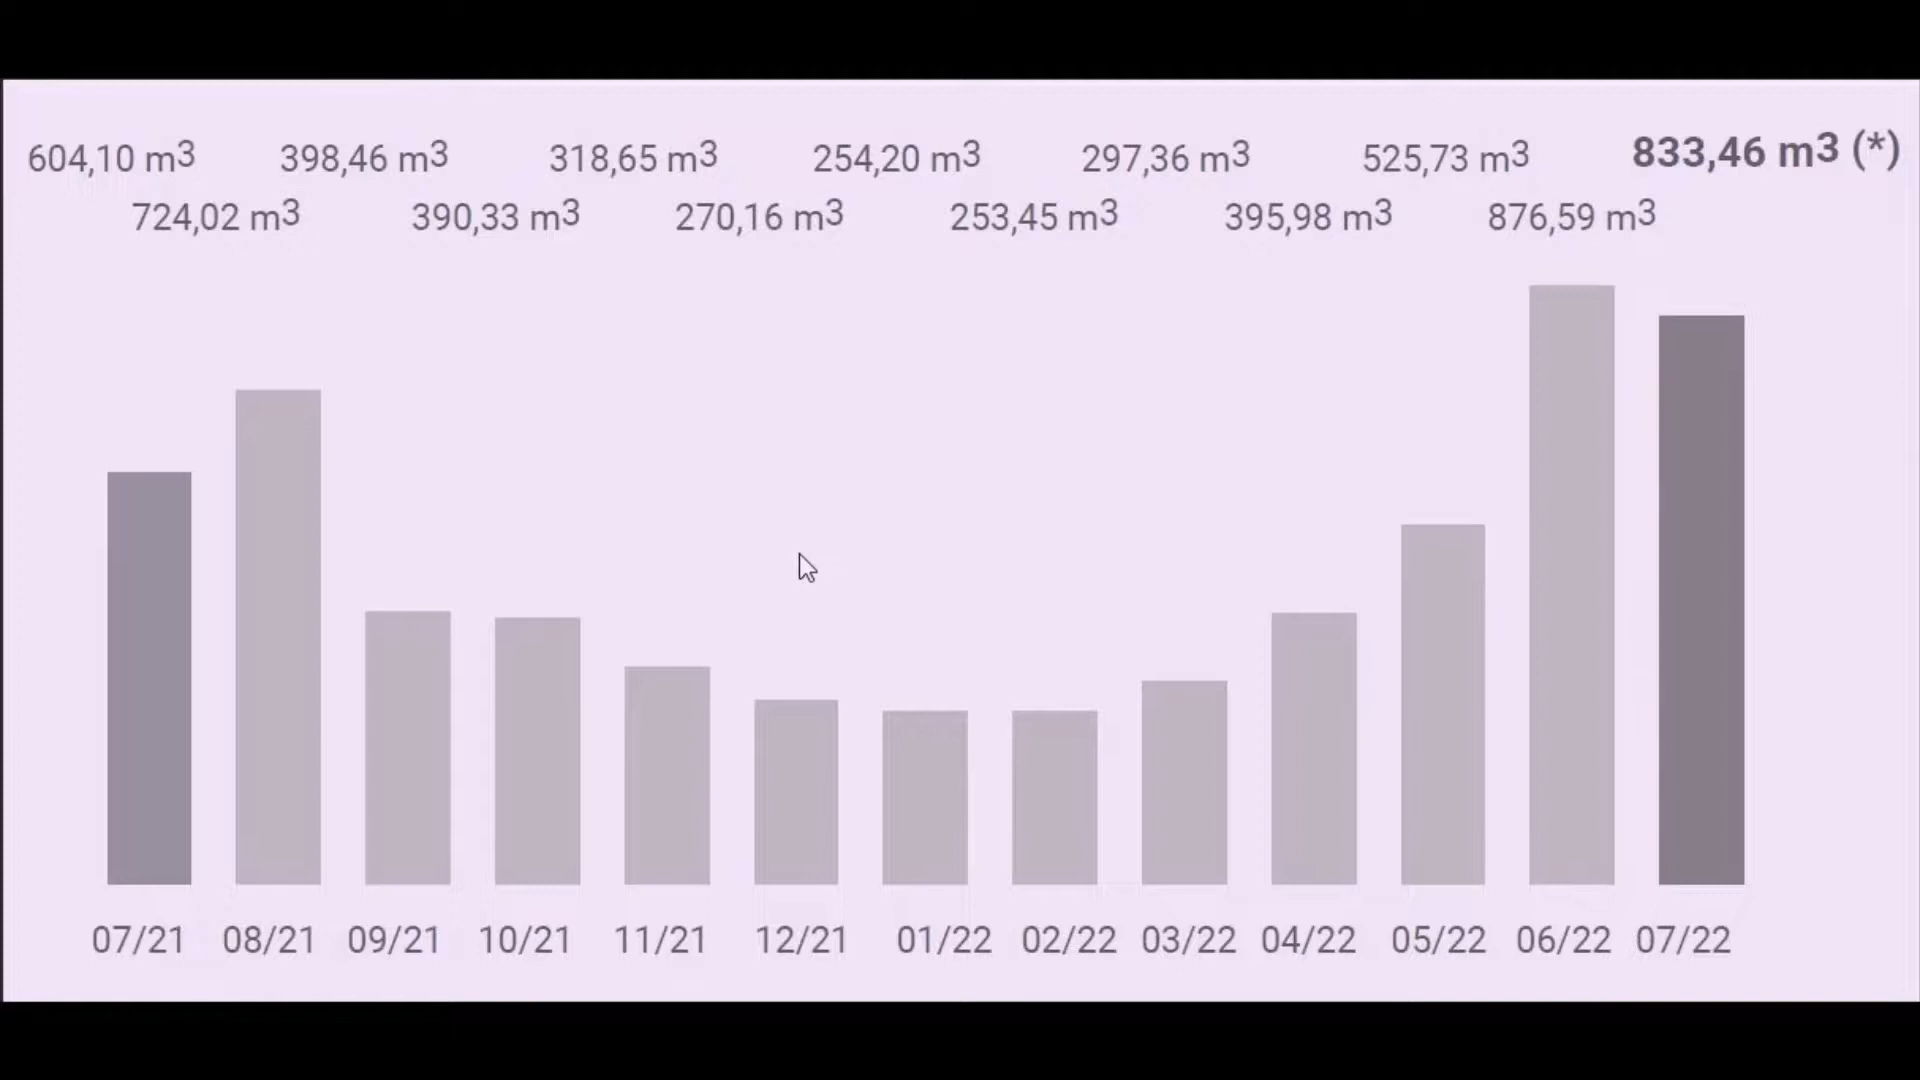 604,10 m3 398,46 m3 318,65 m3 254,20 m3 297,36 m3 525,73 m3 833,46 m3 (*)
724,02 m3 390,33 m3 270,16 m3 253,45 m3 395,98 m3 876,59 m3
07/21 08/21 09/21 10/21 11/21 12/21 01/22 02/22 03/22 04/22 05/22 06/22 07/22